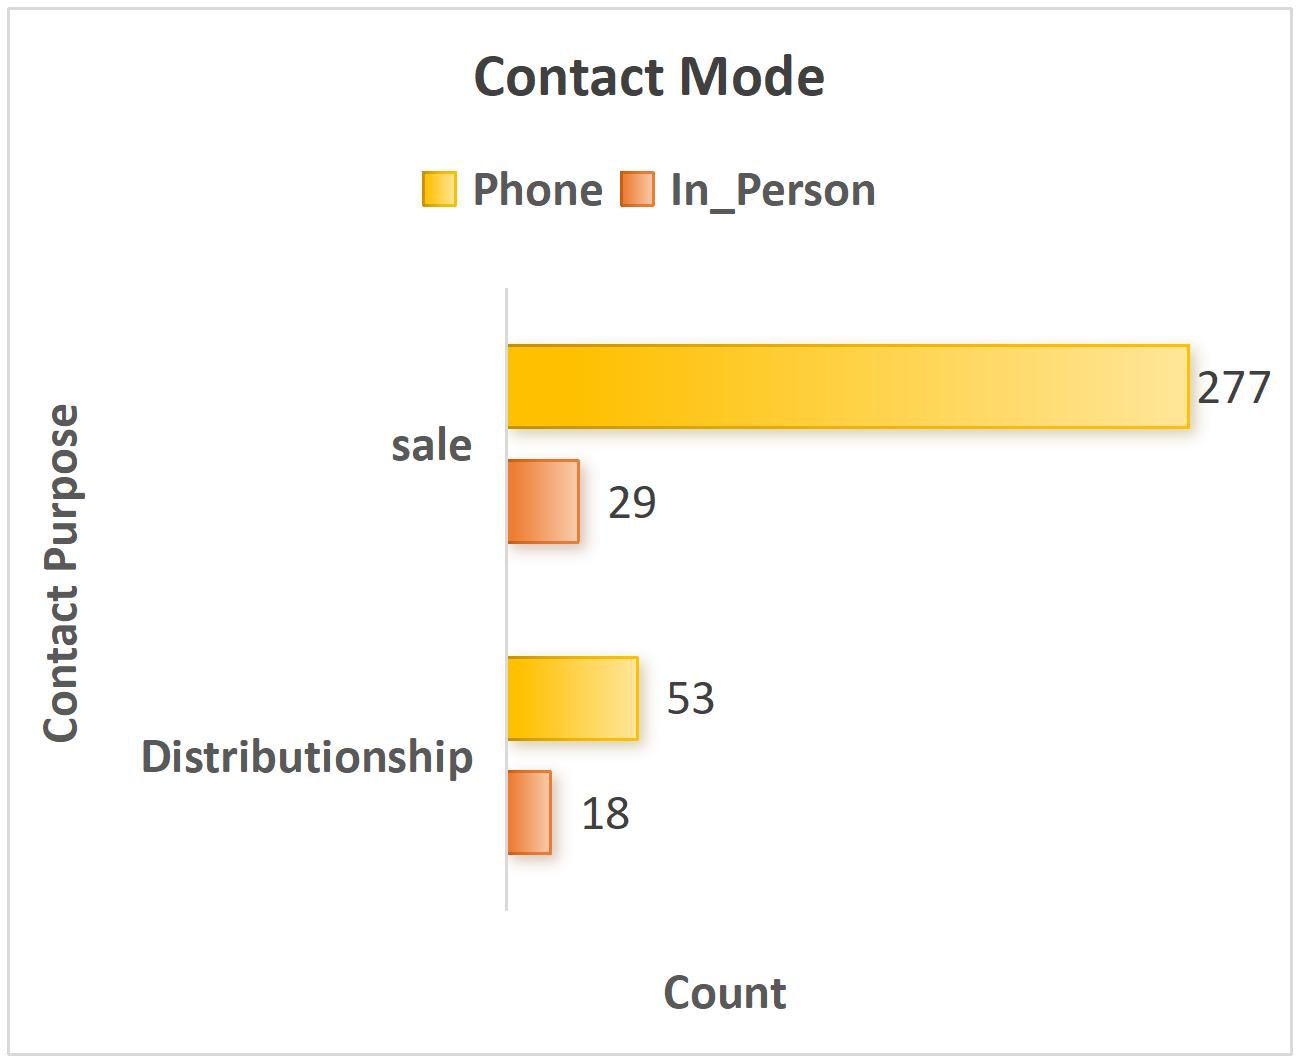 Contact Mode
Phone In_Person
Contact Purpose
sale
277
29
Distributionship
53
18
Count